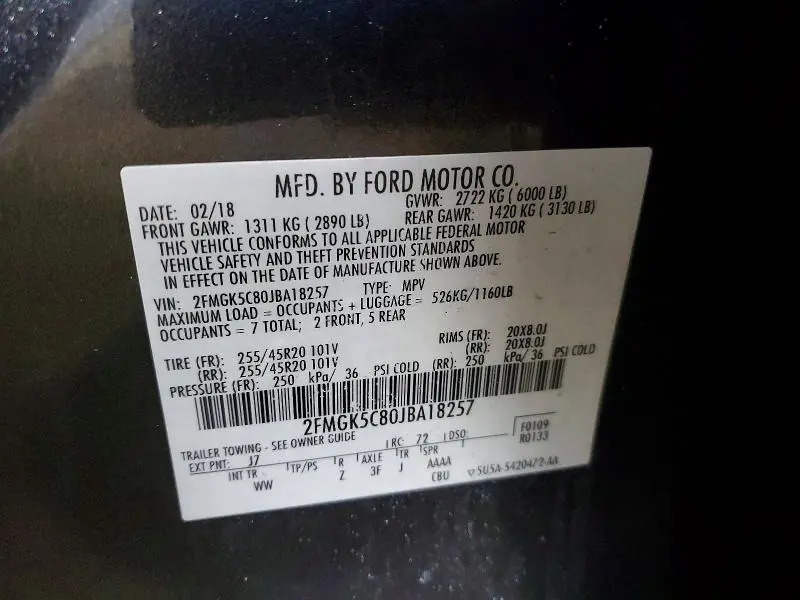 MFD. BY FORD MOTOR CO.
DATE: 02/18 GVWR: 2722 KG ( 6000 LB)
FRONT GAWR: 1311 KG ( 2890 LB) REAR GAWR: 1420 KG ( 3130 LB)
THIS VEHICLE CONFORMS TO ALL APPLICABLE FEDERAL MOTOR
VEHICLE SAFETY AND THEFT PREVENTION STANDARDS
IN EFFECT ON THE DATE OF MANUFACTURE SHOWN ABOVE.
VIN: 2FMGK5C80JBA18257 TYPE: MPV
MAXIMUM LOAD = OCCUPANTS + LUGGAGE = 526KG/1160LB
OCCUPANTS = 7 TOTAL; 2 FRONT, 5 REAR
TIRE (FR): 255/45R20 101V RIMS (FR): 20X8.0J
(RR): 255/45R20 101V (RR): 20X8.0J
PRESSURE (FR): 250 kPa/ 36 PSI COLD (RR): 250 kPa/ 36 PSI COLD
2FMGK5C80JBA18257
TRAILER TOWING - SEE OWNER GUIDE RC: 72 DSO: F0109
EXT PNT: J7 R0133
INT TR TP/PS R AXLE TR SPR
WW Z 3F J AAAA
CBU